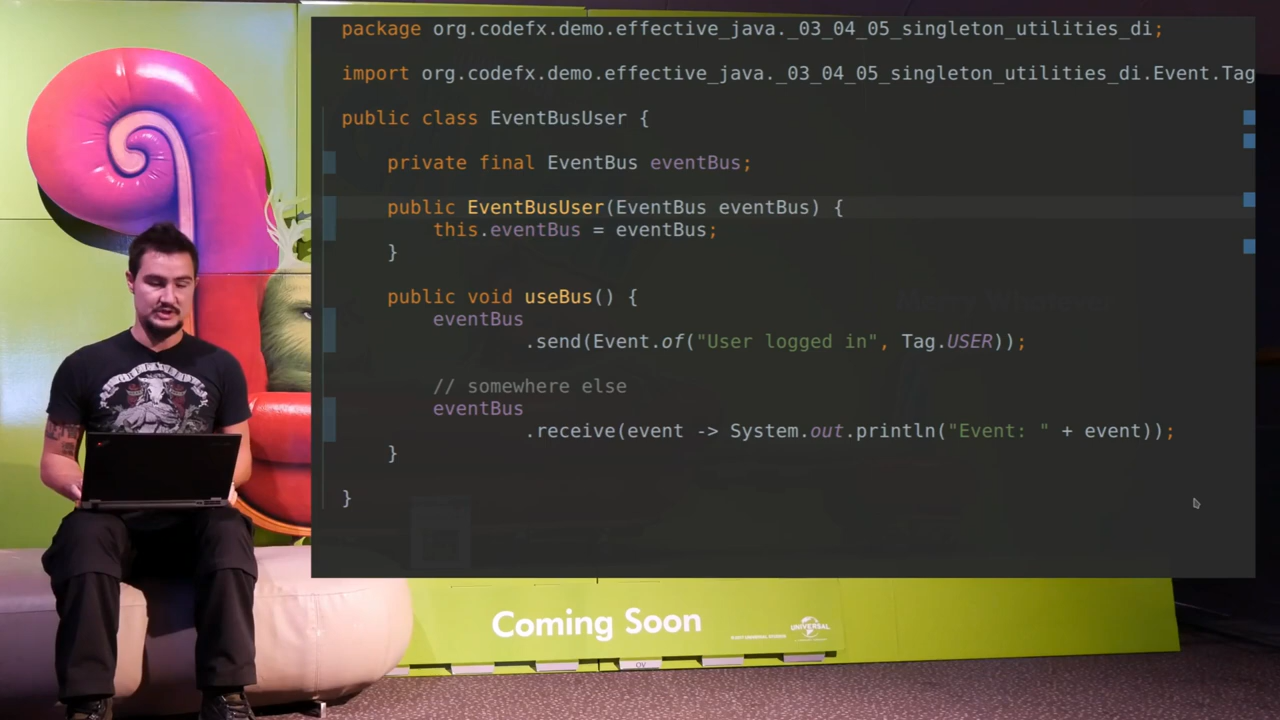 package org.codefx.demo.effective_java._03_04_05_singleton_utilities_di;
import org.codefx.demo.effective_java._03_04_05_singleton_utilities_di.Event.Tag
public class EventBusUser {
private final EventBus eventBus;
public EventBusUser(EventBus eventBus) {
this.eventBus = eventBus;
}
public void useBus() {
eventBus
.send(Event.of("User logged in", Tag.USER));
// somewhere else
eventBus
.receive(event -> System.out.println("Event: " + event));
}
}
Coming Soon
UNIVERSAL
OV